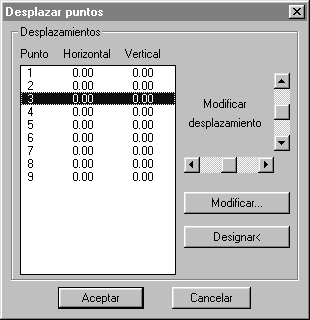 Desplazar puntos
Desplazamientos
Punto Horizontal Vertical
1 0.00 0.00
2 0.00 0.00
3 0.00 0.00
4 0.00 0.00
5 0.00 0.00
6 0.00 0.00
7 0.00 0.00
8 0.00 0.00
9 0.00 0.00
Modificar
desplazamiento
Modificar...
Designar<
Aceptar Cancelar